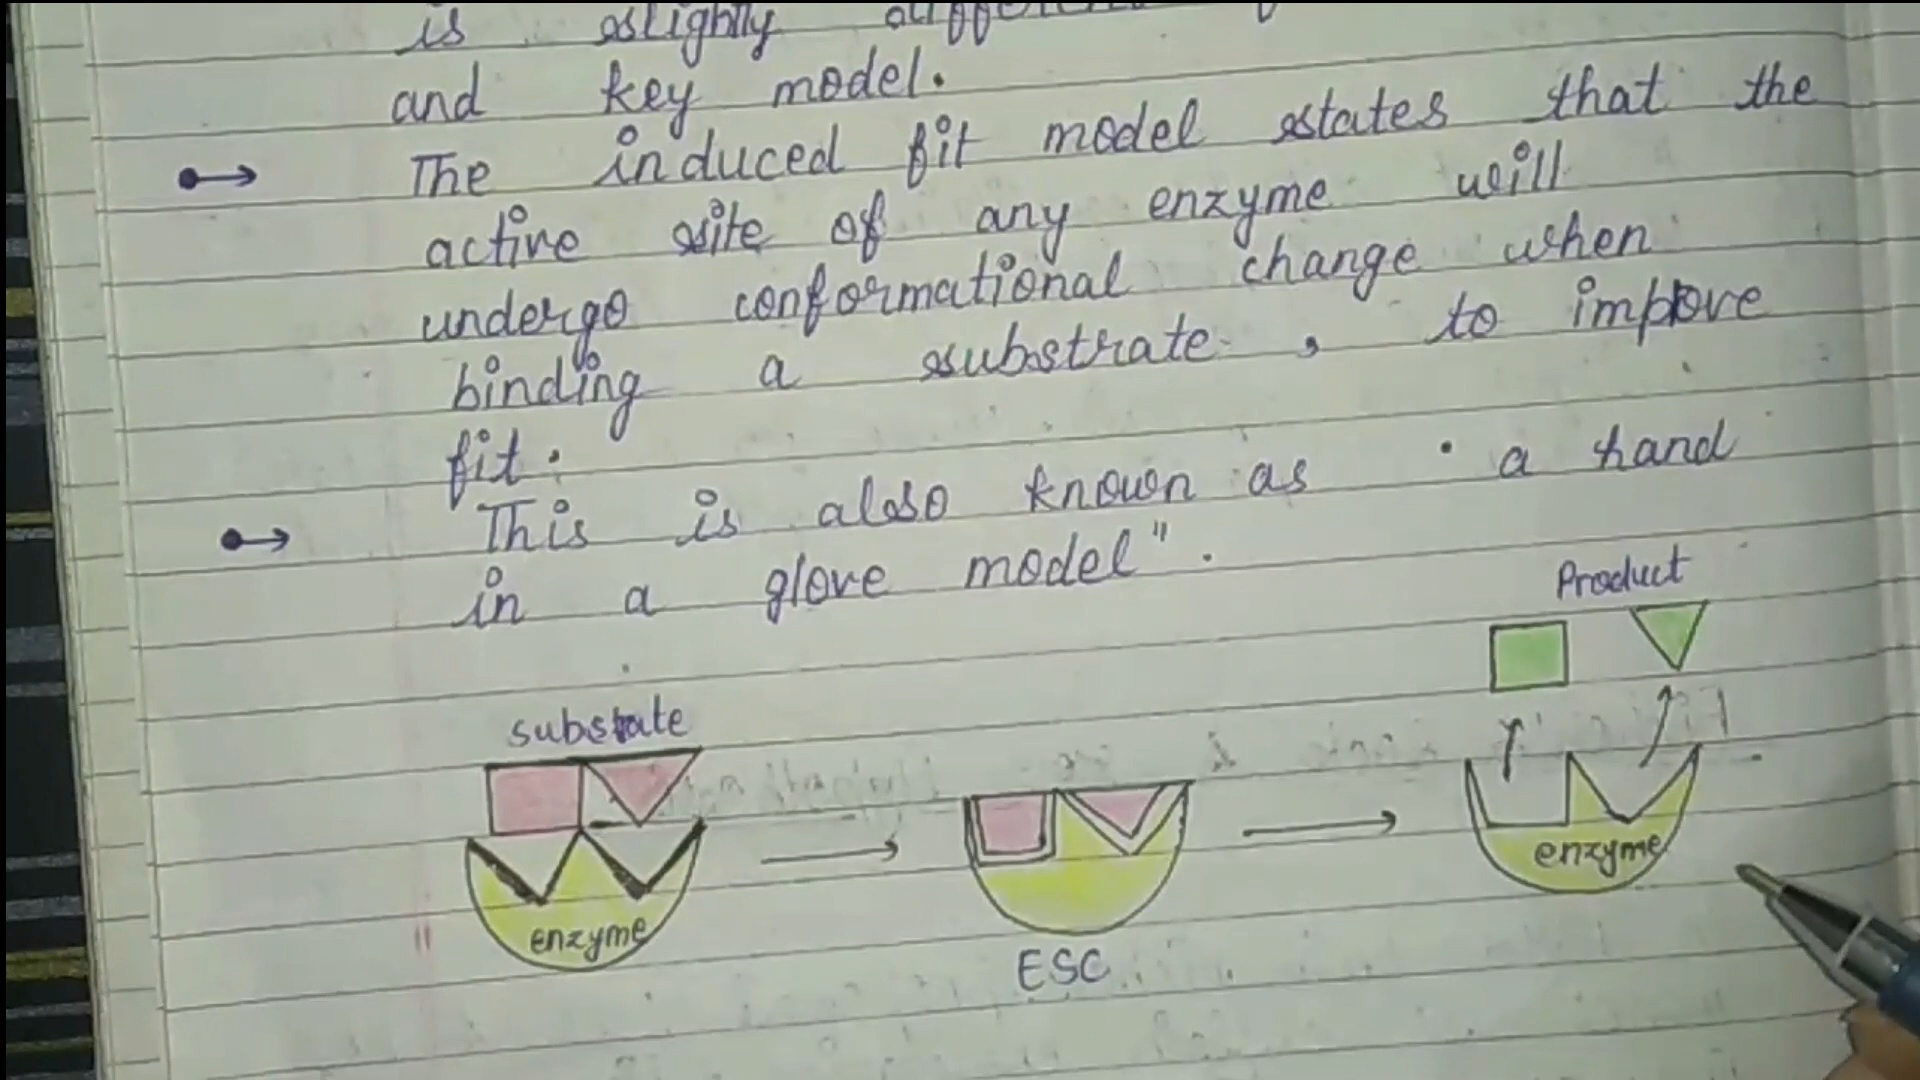 is slightly
and key model.
The induced fit model states that the
active site of any enzyme will
undergo conformational change when
binding a substrate, to improve
fit.
This is also known as " a hand
in a glove model".
Product
substrate
enzyme
enzyme
ESC